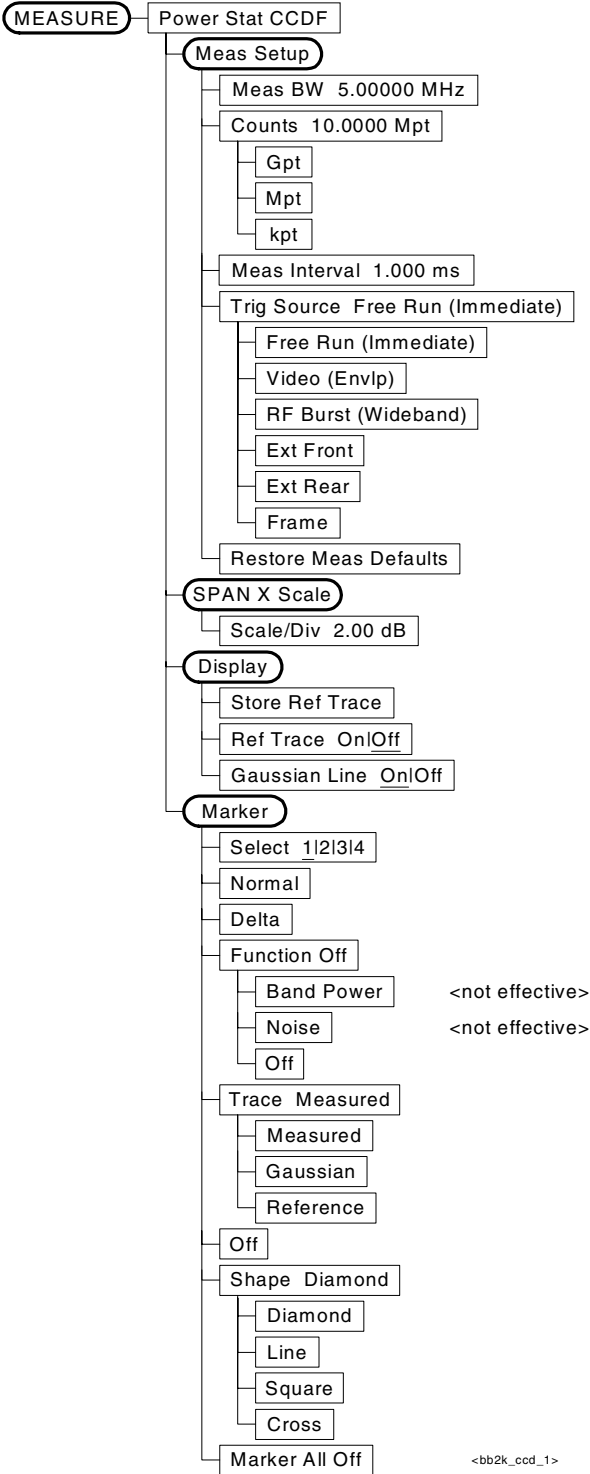 MEASURE Power Stat CCDF
Meas Setup
Meas BW 5.00000 MHz
Counts 10.0000 Mpt
Gpt
Mpt
kpt
Meas Interval 1.000 ms
Trig Source Free Run (Immediate)
Free Run (Immediate)
Video (Envlp)
RF Burst (Wideband)
Ext Front
Ext Rear
Frame
Restore Meas Defaults
SPAN X Scale
Scale/Div 2.00 dB
Display
Store Ref Trace
Ref Trace On|Off
Gaussian Line On|Off
Marker
Select 1|2|3|4
Normal
Delta
Function Off
Band Power <not effective>
Noise <not effective>
Off
Trace Measured
Measured
Gaussian
Reference
Off
Shape Diamond
Diamond
Line
Square
Cross
Marker All Off <bb2k_ccd_1>